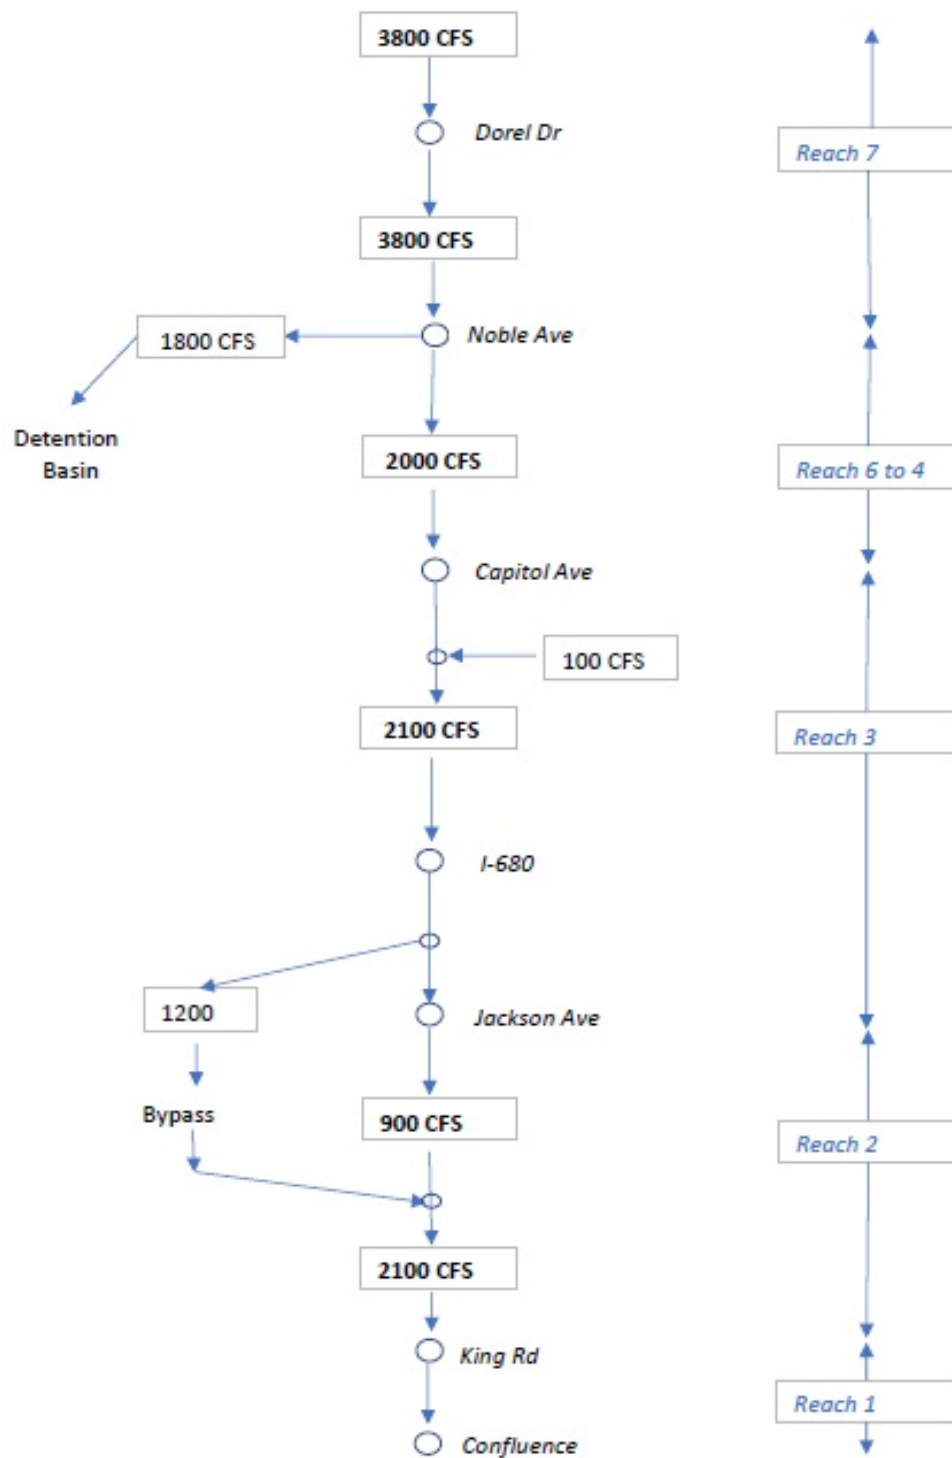 3800 CFS
Dorel Dr
Reach 7
3800 CFS
1800 CFS
Noble Ave
Detention
Basin
2000 CFS
Reach 6 to 4
Capitol Ave
100 CFS
2100 CFS
Reach 3
I-680
1200
Jackson Ave
Bypass
900 CFS
Reach 2
2100 CFS
King Rd
Reach 1
Confluence